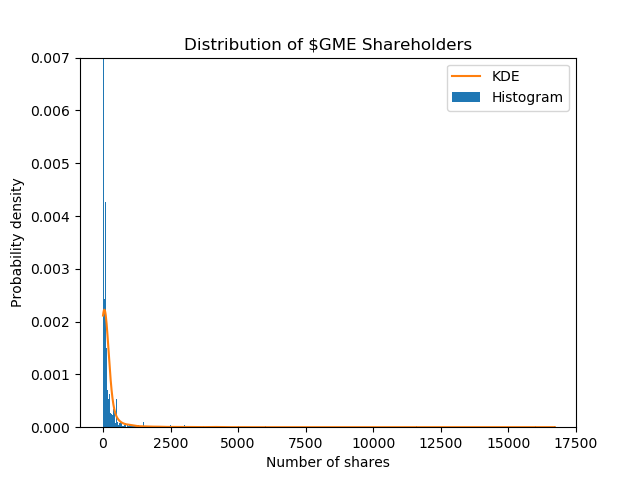 Distribution of $GME Shareholders
KDE
Histogram
Probability density
0.007
0.006
0.005
0.004
0.003
0.002
0.001
0.000
0 2500 5000 7500 10000 12500 15000 17500
Number of shares